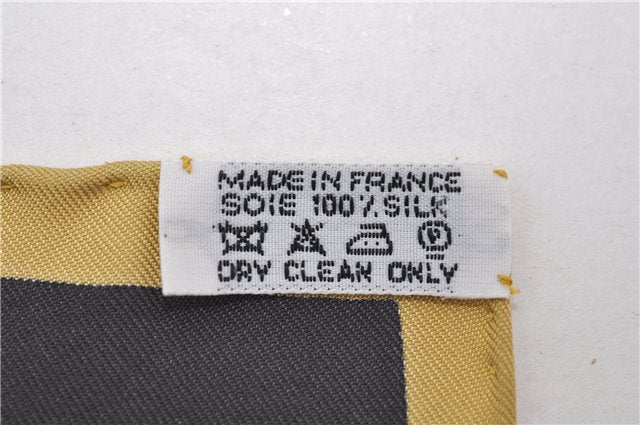 MADE IN FRANCE
SOIE 100% SILK
DRY CLEAN ONLY